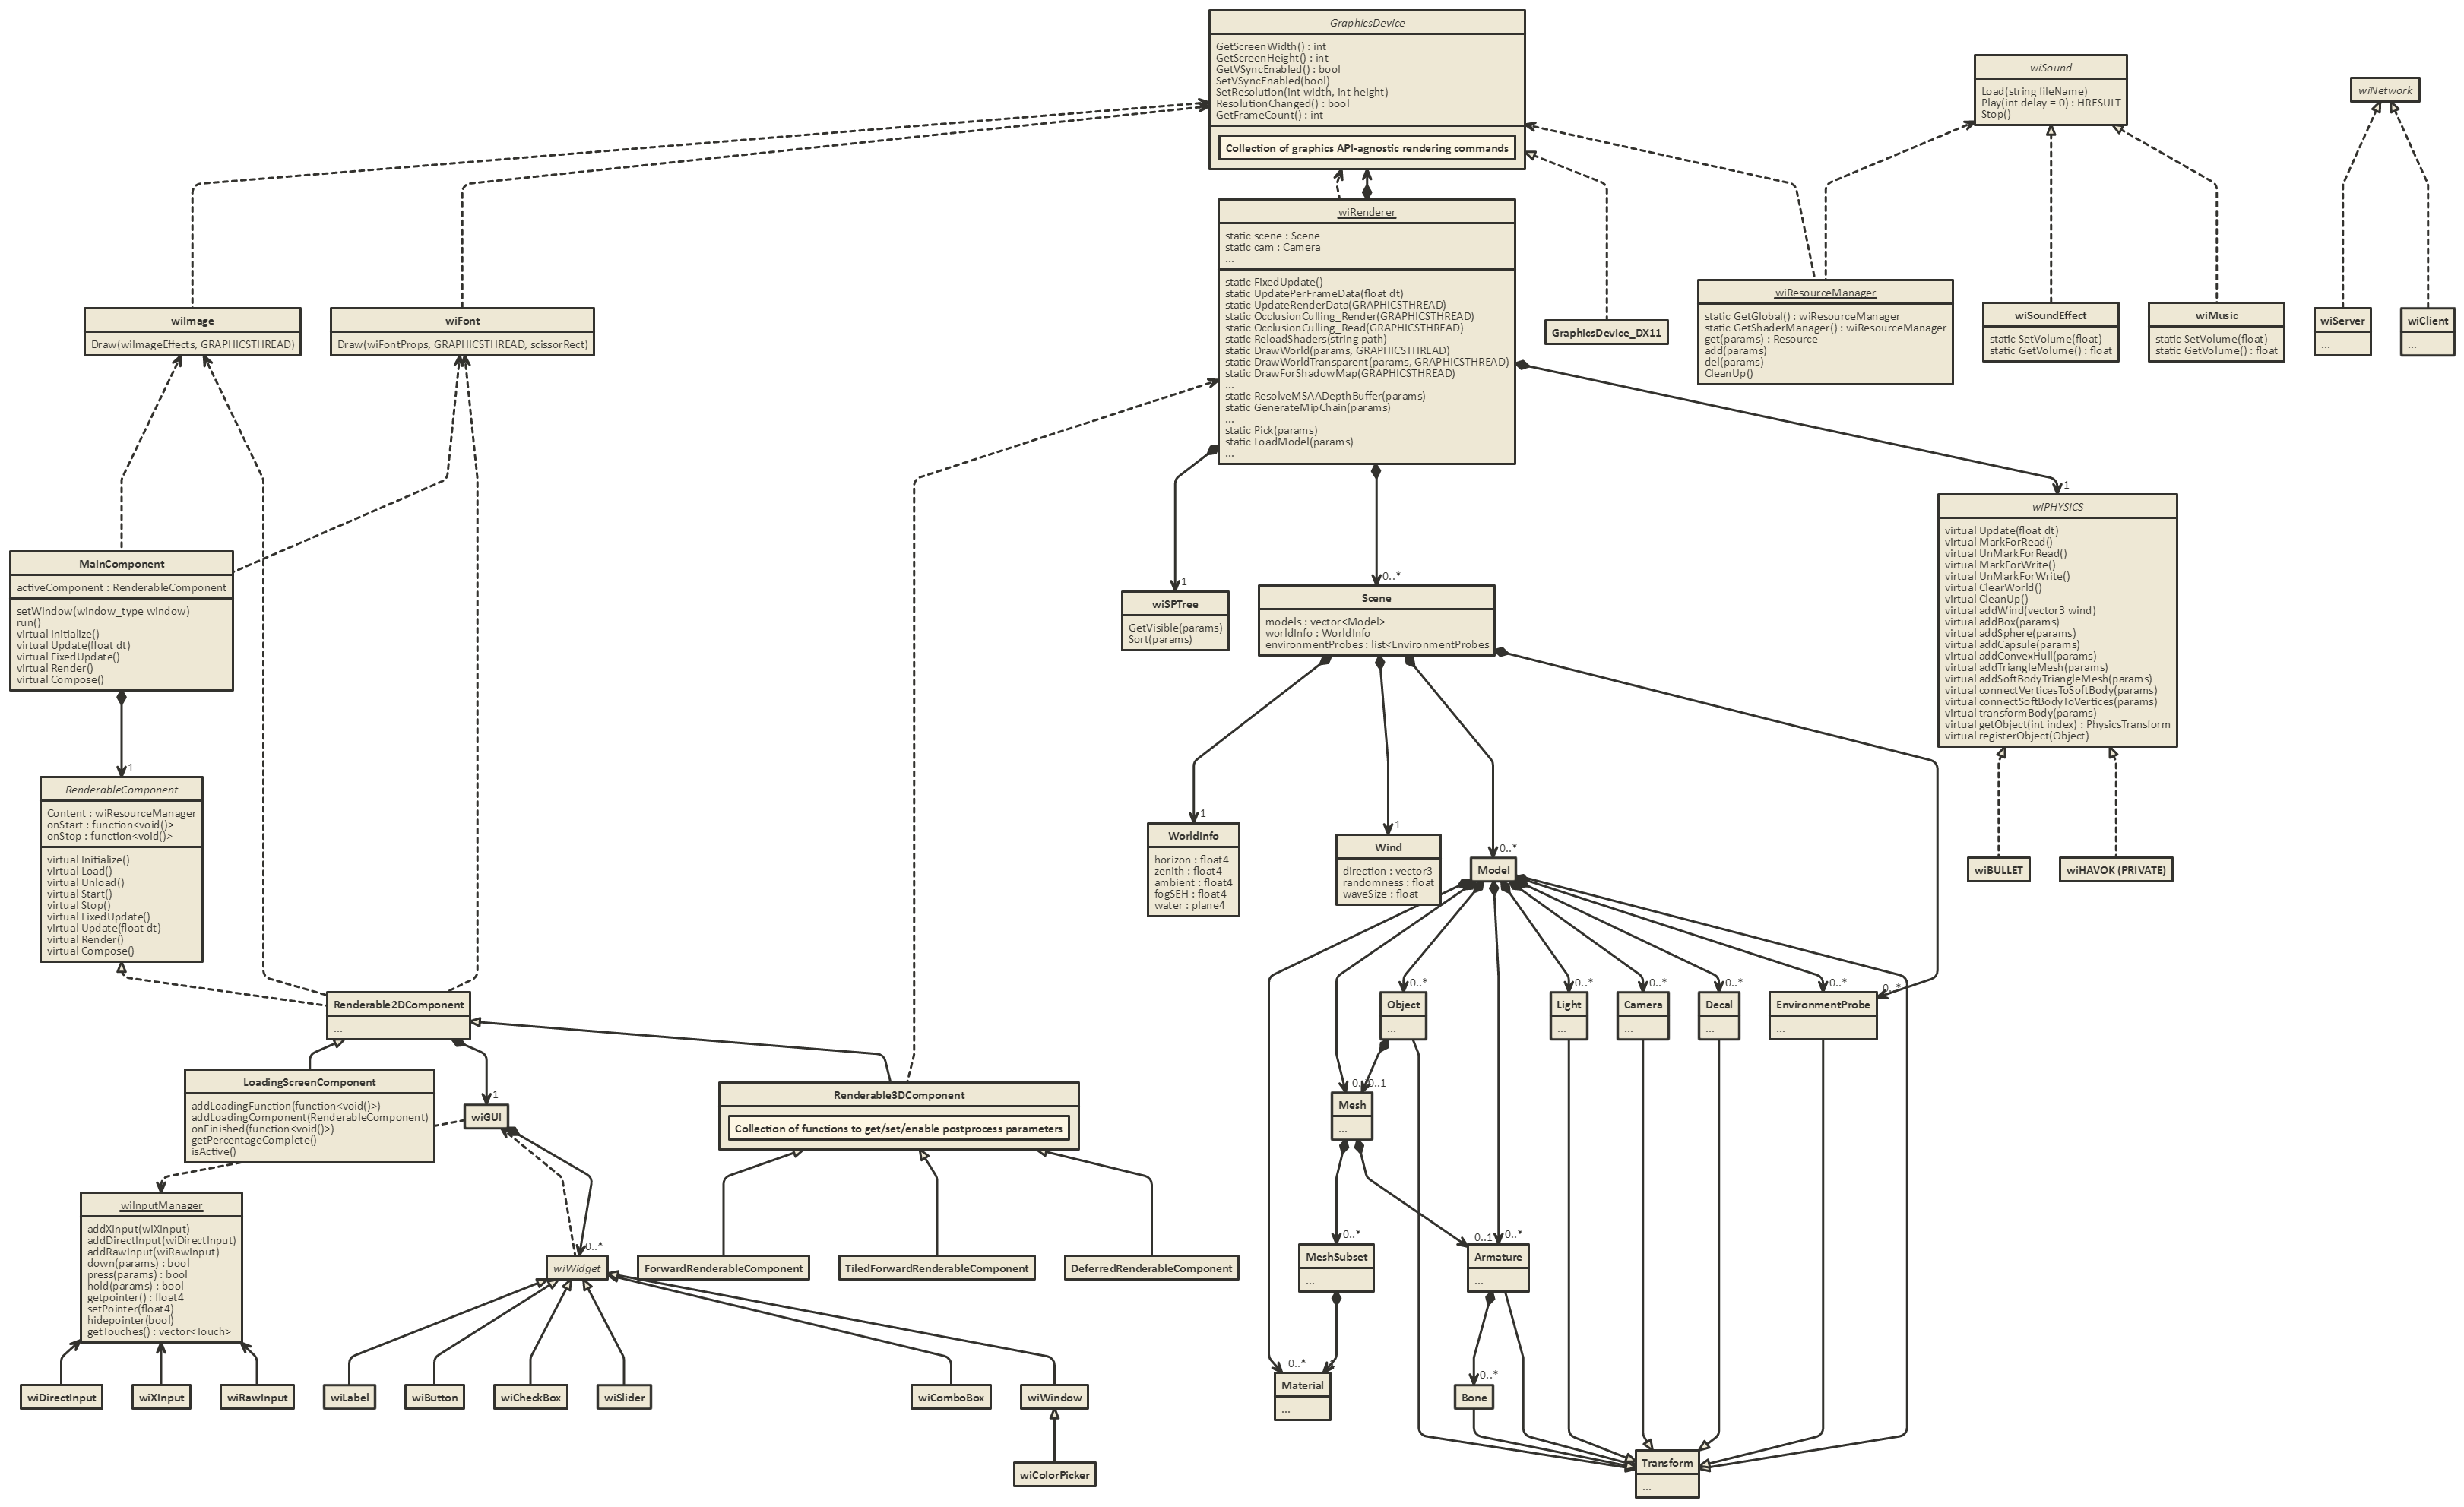 GraphicsDevice
GetScreenWidth() : int
GetScreenHeight() : int
GetVSyncEnabled() : bool
SetVSyncEnabled(bool)
SetResolution(int width, int height)
ResolutionChanged() : bool
GetFrameCount() : int
Collection of graphics API-agnostic rendering commands
wiSound
Load(string fileName)
Play(int delay = 0) : HRESULT
Stop()
wiNetwork
wiRenderer
static scene : Scene
static cam : Camera
...
static FixedUpdate()
static UpdatePerFrameData(float dt)
static UpdateRenderData(GRAPHICSTHREAD)
static OcclusionCulling_Render(GRAPHICSTHREAD)
static OcclusionCulling_Read(GRAPHICSTHREAD)
static ReloadShaders(string path)
static DrawWorld(params, GRAPHICSTHREAD)
static DrawWorldTransparent(params, GRAPHICSTHREAD)
static DrawForShadowMap(GRAPHICSTHREAD)
...
static ResolveMSAADepthBuffer(params)
static GenerateMipChain(params)
...
static Pick(params)
static LoadModel(params)
...
wiImage
Draw(wiImageEffects, GRAPHICSTHREAD)
wiFont
Draw(wiFontProps, GRAPHICSTHREAD, scissorRect)
GraphicsDevice_DX11
wiResourceManager
static GetGlobal() : wiResourceManager
static GetShaderManager() : wiResourceManager
get(params) : Resource
add(params)
del(params)
CleanUp()
wiSoundEffect
static SetVolume(float)
static GetVolume() : float
wiMusic
static SetVolume(float)
static GetVolume() : float
wiServer
...
wiClient
...
1
wiPHYSICS
virtual Update(float dt)
virtual MarkForRead()
virtual UnMarkForRead()
virtual MarkForWrite()
virtual UnMarkForWrite()
virtual ClearWorld()
virtual CleanUp()
virtual addWind(vector3 wind)
virtual addBox(params)
virtual addSphere(params)
virtual addCapsule(params)
virtual addConvexHull(params)
virtual addTriangleMesh(params)
virtual addSoftBodyTriangleMesh(params)
virtual connectVerticesToSoftBody(params)
virtual connectSoftBodyToVertices(params)
virtual transformBody(params)
virtual getObject(int index) : PhysicsTransform
virtual registerObject(Object)
MainComponent
activeComponent : RenderableComponent
setWindow(window_type window)
run()
virtual Initialize()
virtual Update(float dt)
virtual FixedUpdate()
virtual Render()
virtual Compose()
1
wiSPTree
GetVisible(params)
Sort(params)
0..*
Scene
models : vector<Model>
worldInfo : WorldInfo
environmentProbes : list<EnvironmentProbes
1
RenderableComponent
Content : wiResourceManager
onStart : function<void()>
onStop : function<void()>
virtual Initialize()
virtual Load()
virtual Unload()
virtual Start()
virtual Stop()
virtual FixedUpdate()
virtual Update(float dt)
virtual Render()
virtual Compose()
1
WorldInfo
horizon : float4
zenith : float4
ambient : float4
fogSEH : float4
water : plane4
1
Wind
direction : vector3
randomness : float
waveSize : float
0..*
Model
wiBULLET
wiHAVOK (PRIVATE)
Renderable2DComponent
...
0..*
Object
...
0..*
Light
...
0..*
Camera
...
0..*
Decal
...
0..*
0..*
EnvironmentProbe
...
LoadingScreenComponent
addLoadingFunction(function<void()>)
addLoadingComponent(RenderableComponent)
onFinished(function<void()>)
getPercentageComplete()
isActive()
1
wiGUI
Renderable3DComponent
Collection of functions to get/set/enable postprocess parameters
0..1
Mesh
...
wiInputManager
addXInput(wiXInput)
addDirectInput(wiDirectInput)
addRawInput(wiRawInput)
down(params) : bool
press(params) : bool
hold(params) : bool
getpointer() : float4
setPointer(float4)
hidepointer(bool)
getTouches() : vector<Touch>
0..*
wiWidget
ForwardRenderableComponent
TiledForwardRenderableComponent
DeferredRenderableComponent
0..*
MeshSubset
...
0..1
0..*
Armature
...
wiDirectInput
wiXInput
wiRawInput
wiLabel
wiButton
wiCheckBox
wiSlider
wiComboBox
wiWindow
0..*
Material
...
0..*
Bone
wiColorPicker
Transform
...